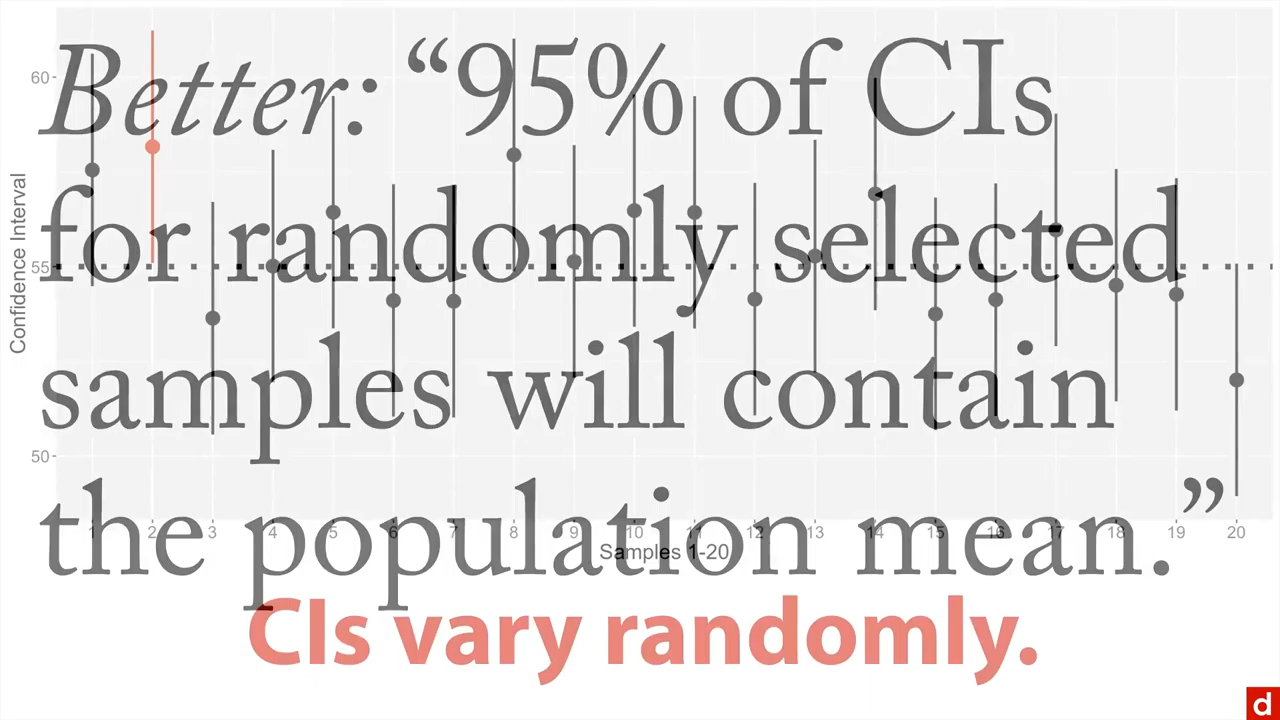 Better: “95% of CIs
for randomly selected
samples will contain
the population mean.”
CIs vary randomly.
Confidence Interval
60
55
50
1 2 3 4 5 6 7 8 9 10 11 12 13 14 15 16 17 18 19 20
Samples 1-20
d